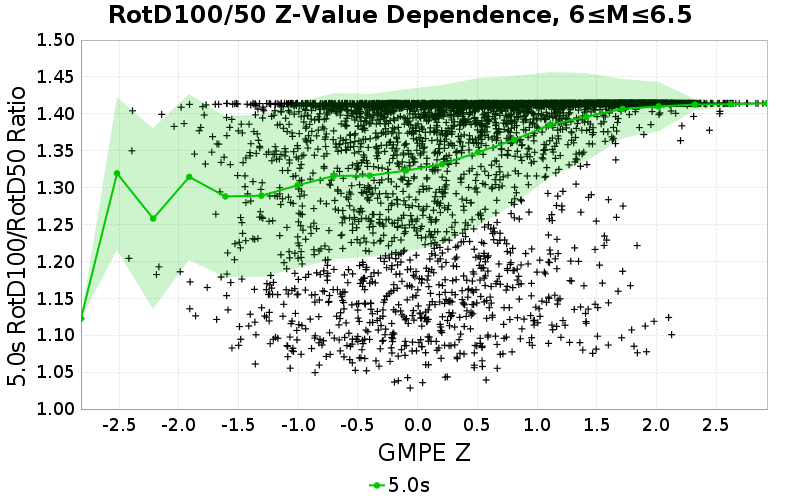 RotD100/50 Z-Value Dependence, 6≤M≤6.5
5.0s RotD100/RotD50 Ratio
1.50
1.45
1.40
1.35
1.30
1.25
1.20
1.15
1.10
1.05
1.00
-2.5 -2.0 -1.5 -1.0 -0.5 0.0 0.5 1.0 1.5 2.0 2.5
GMPE Z
5.0s